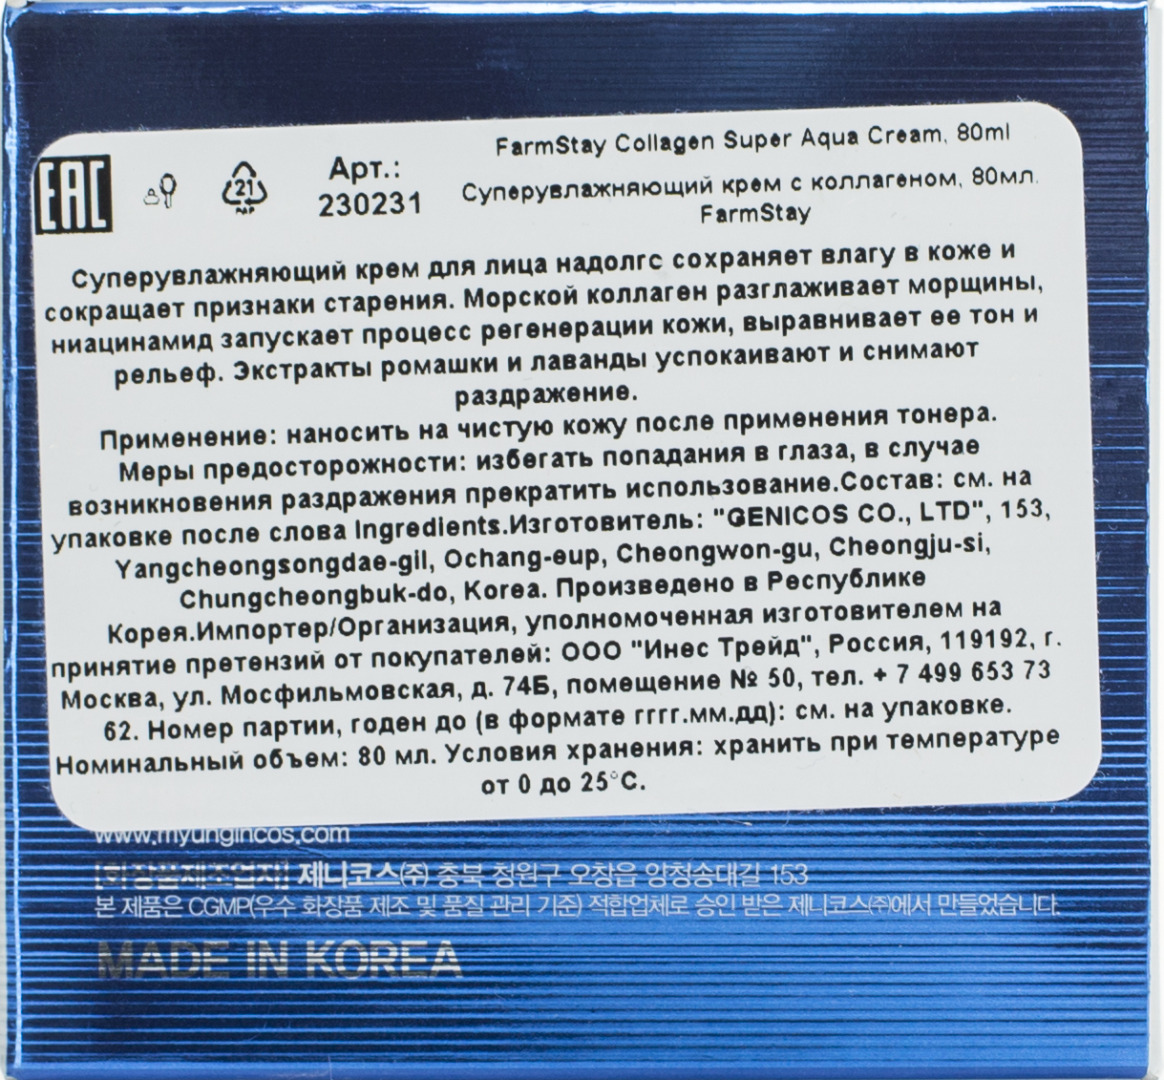 EAC
21
PAP
Арт.:
230231
FarmStay Collagen Super Aqua Cream, 80ml
Суперувлажняющий крем с коллагеном, 80мл.
FarmStay
Суперувлажняющий крем для лица надолгс сохраняет влагу в коже и
сокращает признаки старения. Морской коллаген разглаживает морщины,
ниацинамид запускает процесс регенерации кожи, выравнивает ее тон и
рельеф. Экстракты ромашки и лаванды успокаивают и снимают
раздражение.
Применение: наносить на чистую кожу после применения тонера.
Меры предосторожности: избегать попадания в глаза, в случае
возникновения раздражения прекратить использование.Состав: см. на
упаковке после слова Ingredients.Изготовитель: "GENICOS CO., LTD", 153,
Yangcheongsongdae-gil, Ochang-eup, Cheongwon-gu, Cheongju-si,
Chungcheongbuk-do, Korea. Произведено в Республике
Корея.Импортер/Организация, уполномоченная изготовителем на
принятие претензий от покупателей: ООО "Инес Трейд", Россия, 119192, г.
Москва, ул. Мосфильмовская, д. 74Б, помещение № 50, тел. + 7 499 653 73
62. Номер партии, годен до (в формате гггг.мм.дд): см. на упаковке.
Номинальный объем: 80 мл. Условия хранения: хранить при температуре
от 0 до 25°С.
www.myungincos.com
[화장품제조업자] 제니코스(주) 충북 청원구 오창읍 양청송대길 153
본 제품은 CGMP(우수 화장품 제조 및 품질 관리 기준) 적합업체로 승인 받은 제니코스(주)에서 만들었습니다.
MADE IN KOREA